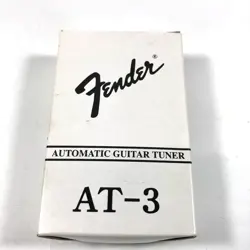 Fender
AUTOMATIC GUITAR TUNER
AT-3